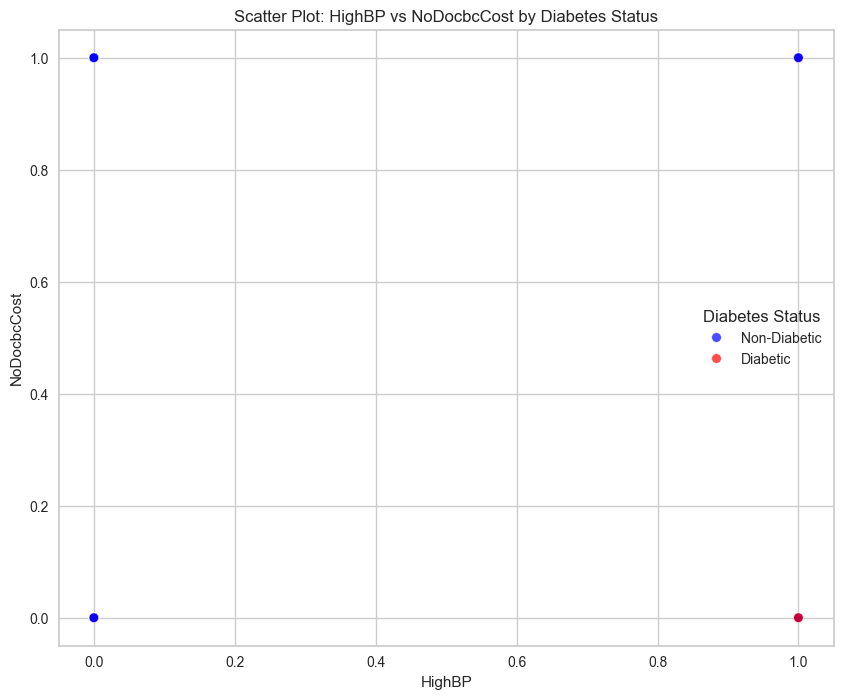 Scatter Plot: HighBP vs NoDocbcCost by Diabetes Status
1.0
0.8
0.6
0.4
0.2
0.0
NoDocbcCost
Diabetes Status
Non-Diabetic
Diabetic
0.0 0.2 0.4 0.6 0.8 1.0
HighBP